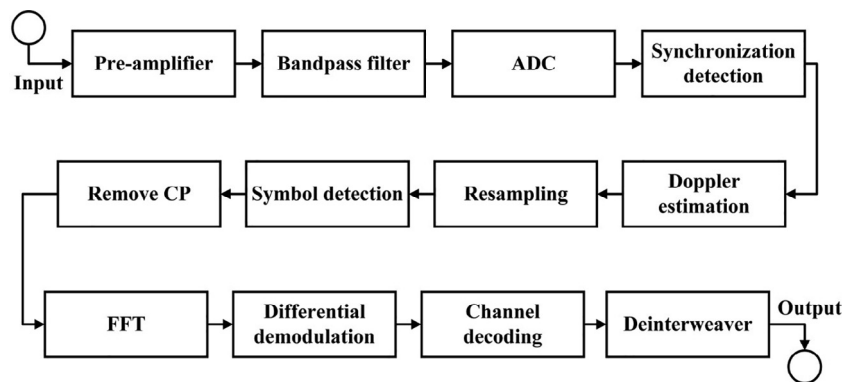 Input
Pre-amplifier
Bandpass filter
ADC
Synchronization
detection
Doppler
estimation
Resampling
Symbol detection
Remove CP
FFT
Differential
demodulation
Channel
decoding
Deinterweaver
Output